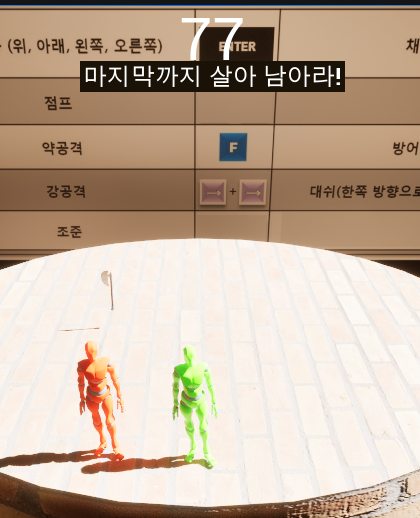 77
(위, 아래, 왼쪽, 오른쪽)
ENTER
채
마지막까지 살아 남아라!
점프
약공격
F
방어
강공격
→ + →
대쉬(한쪽 방향으로
조준